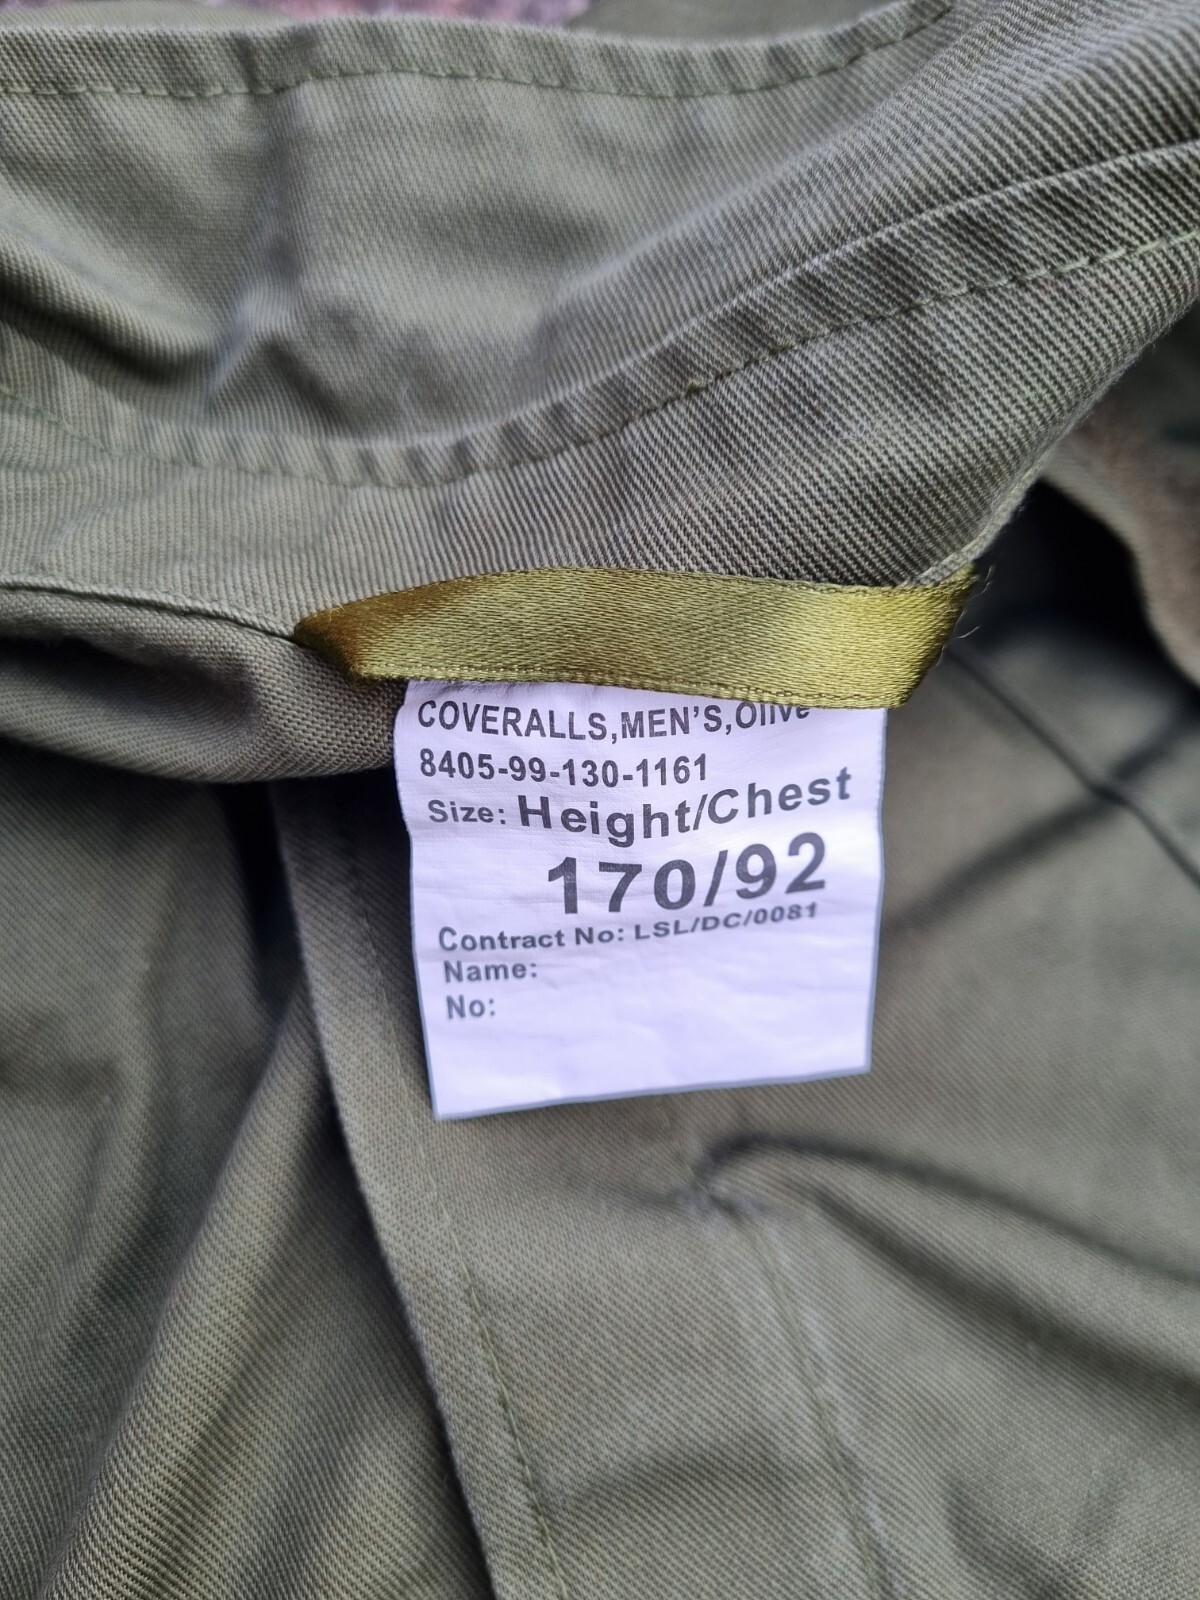 COVERALLS,MEN'S,Olive
8405-99-130-1161
Size: Height/Chest
170/92
Contract No: LSL/DC/0081
Name:
No: